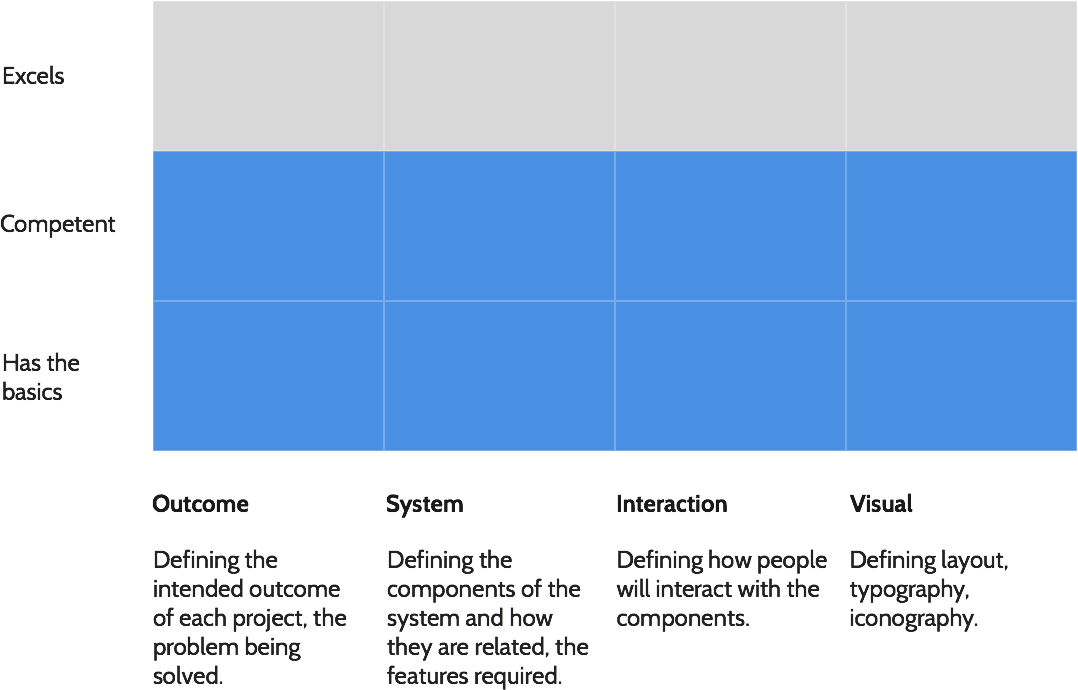 Excels
Competent
Has the
basics
Outcome
Defining the
intended outcome
of each project, the
problem being
solved.
System
Defining the
components of the
system and how
they are related, the
features required.
Interaction
Defining how people
will interact with the
components.
Visual
Defining layout,
typography,
iconography.